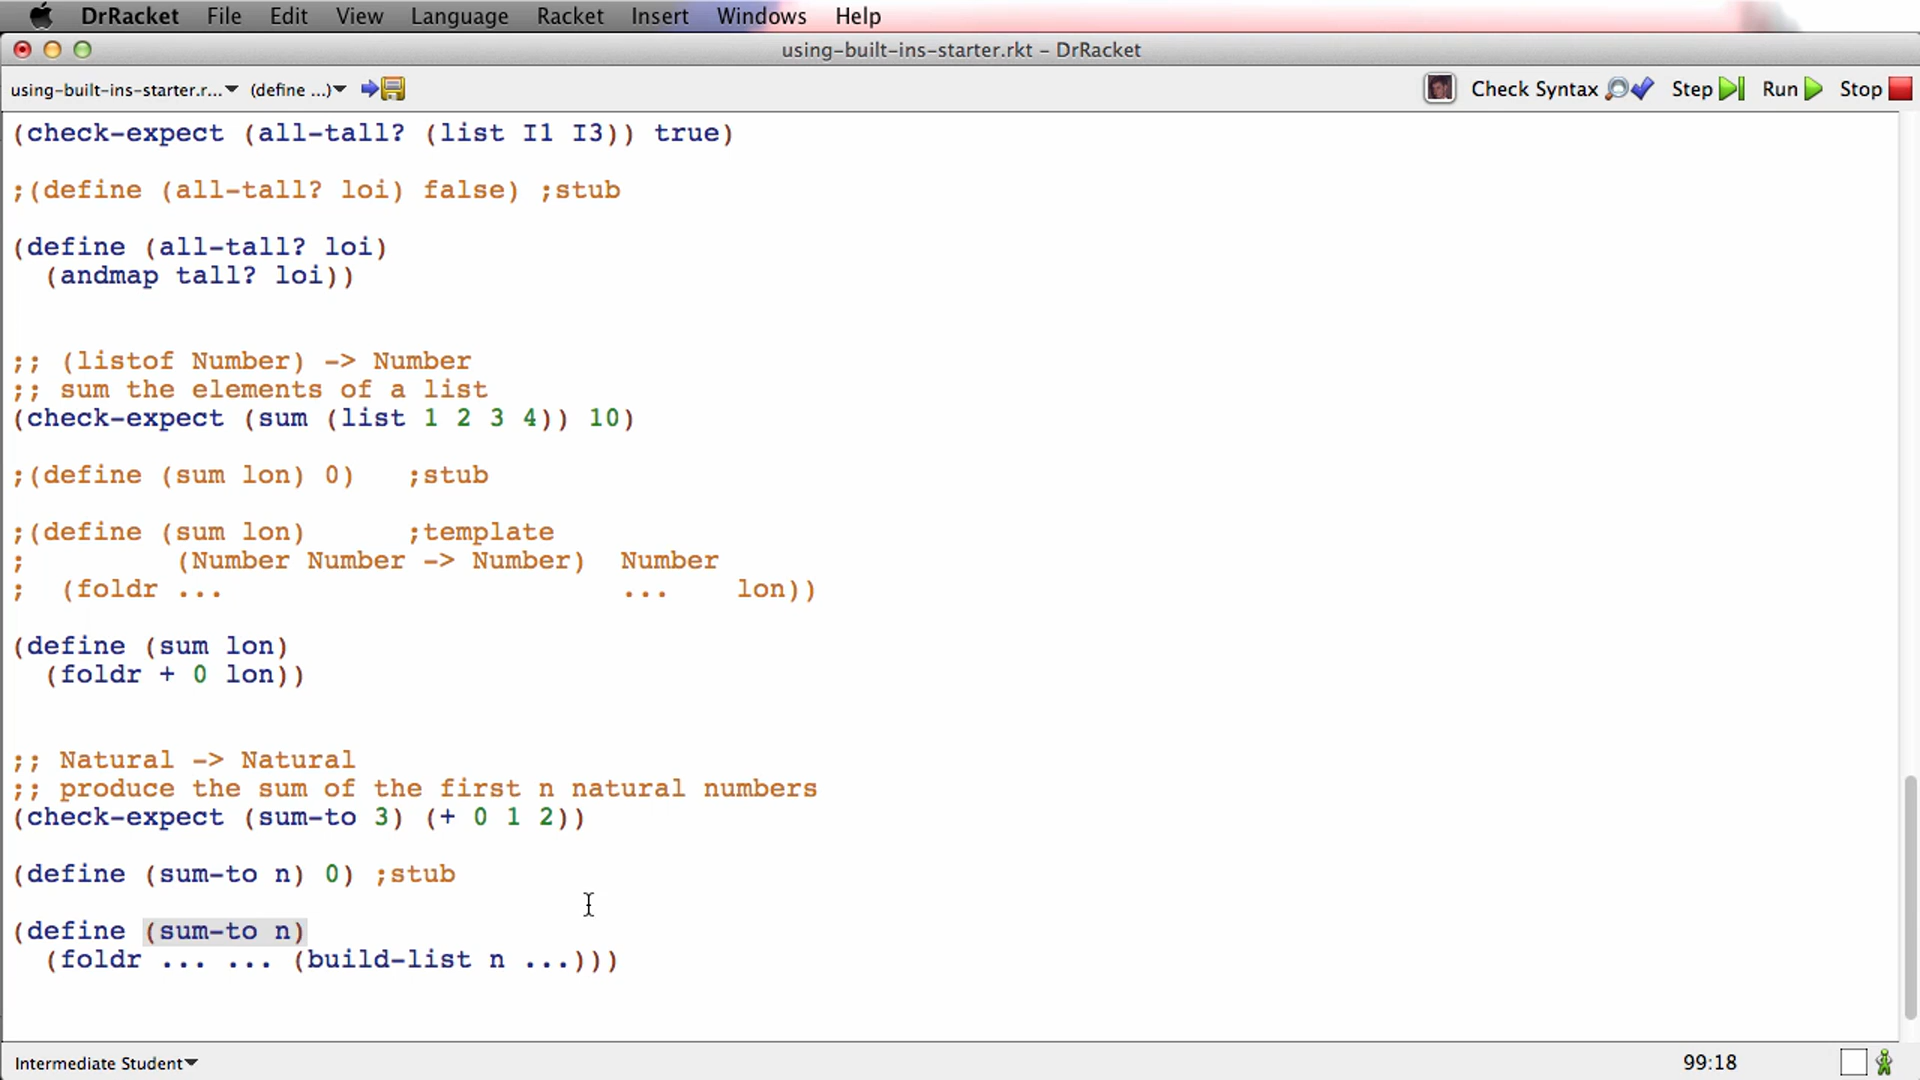 DrRacket File Edit View Language Racket Insert Windows Help
using-built-ins-starter.rkt - DrRacket
using-built-ins-starter.r... (define ...) Check Syntax Step Run Stop
(check-expect (all-tall? (list I1 I3)) true)
;(define (all-tall? loi) false) ;stub
(define (all-tall? loi)
(andmap tall? loi))
;; (listof Number) -> Number
;; sum the elements of a list
(check-expect (sum (list 1 2 3 4)) 10)
;(define (sum lon) 0) ;stub
;(define (sum lon) ;template
; (Number Number -> Number) Number
; (foldr ... ... lon))
(define (sum lon)
(foldr + 0 lon))
;; Natural -> Natural
;; produce the sum of the first n natural numbers
(check-expect (sum-to 3) (+ 0 1 2))
(define (sum-to n) 0) ;stub
(define (sum-to n)
(foldr ... ... (build-list n ...)))
Intermediate Student 99:18